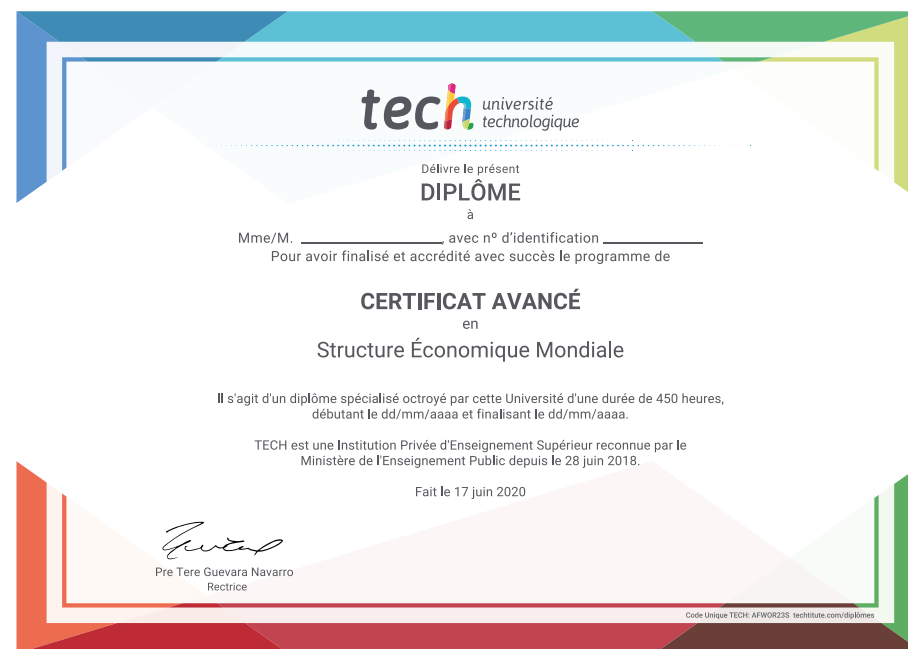 tech université
technologique
Délivre le présent
DIPLÔME
à
Mme/M. ____________________, avec nº d'identification ______________
Pour avoir finalisé et accrédité avec succès le programme de
CERTIFICAT AVANCÉ
en
Structure Économique Mondiale
Il s'agit d'un diplôme spécialisé octroyé par cette Université d'une durée de 450 heures,
débutant le dd/mm/aaaa et finalisant le dd/mm/aaaa.
TECH est une Institution Privée d'Enseignement Supérieur reconnue par le
Ministère de l'Enseignement Public depuis le 28 juin 2018.
Fait le 17 juin 2020
Pre Tere Guevara Navarro
Rectrice
Code Unique TECH: AFWOR23S techtitute.com/diplômes